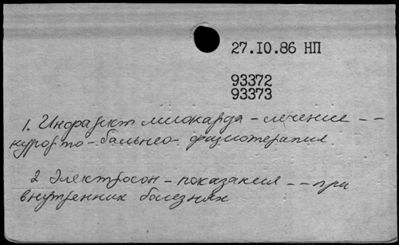 27.10.86 НП
93372
93373
1. Инфаркт миокарда - лечение - -
курорто - бальнео - физиотерапия.
2 Электросон - показания - - при
внутренних болезнях